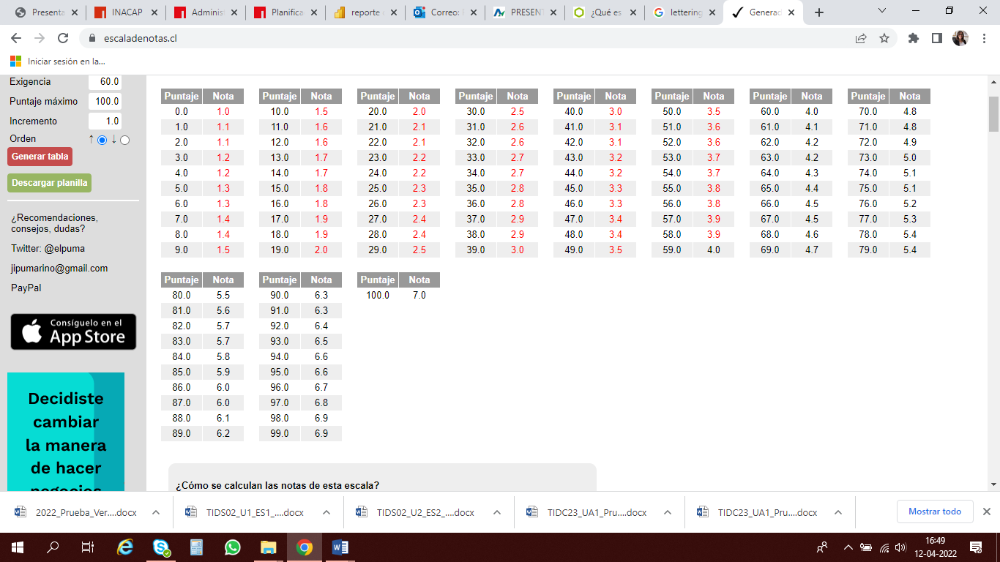 Presenta
INACAP
Adminis
Planifica
reporte
Correo:
PRESENT
¿Qué es
lettering
Generad
escaladenotas.cl
Iniciar sesión en la...
Exigencia 60.0
Puntaje máximo 100.0
Incremento 1.0
Orden ↑ ↓
Generar tabla
Descargar planilla
¿Recomendaciones,
consejos, dudas?
Twitter: @elpuma
jipumarino@gmail.com
PayPal
Consíguelo en el
App Store
Decidiste
cambiar
la manera
de hacer
negocios
Puntaje Nota Puntaje Nota Puntaje Nota Puntaje Nota Puntaje Nota Puntaje Nota Puntaje Nota Puntaje Nota
0.0 1.0 10.0 1.5 20.0 2.0 30.0 2.5 40.0 3.0 50.0 3.5 60.0 4.0 70.0 4.8
1.0 1.1 11.0 1.6 21.0 2.1 31.0 2.6 41.0 3.1 51.0 3.6 61.0 4.1 71.0 4.8
2.0 1.1 12.0 1.6 22.0 2.1 32.0 2.6 42.0 3.1 52.0 3.6 62.0 4.2 72.0 4.9
3.0 1.2 13.0 1.7 23.0 2.2 33.0 2.7 43.0 3.2 53.0 3.7 63.0 4.2 73.0 5.0
4.0 1.2 14.0 1.7 24.0 2.2 34.0 2.7 44.0 3.2 54.0 3.7 64.0 4.3 74.0 5.1
5.0 1.3 15.0 1.8 25.0 2.3 35.0 2.8 45.0 3.3 55.0 3.8 65.0 4.4 75.0 5.1
6.0 1.3 16.0 1.8 26.0 2.3 36.0 2.8 46.0 3.3 56.0 3.8 66.0 4.5 76.0 5.2
7.0 1.4 17.0 1.9 27.0 2.4 37.0 2.9 47.0 3.4 57.0 3.9 67.0 4.5 77.0 5.3
8.0 1.4 18.0 1.9 28.0 2.4 38.0 2.9 48.0 3.4 58.0 3.9 68.0 4.6 78.0 5.4
9.0 1.5 19.0 2.0 29.0 2.5 39.0 3.0 49.0 3.5 59.0 4.0 69.0 4.7 79.0 5.4
Puntaje Nota Puntaje Nota Puntaje Nota
80.0 5.5 90.0 6.3 100.0 7.0
81.0 5.6 91.0 6.3
82.0 5.7 92.0 6.4
83.0 5.7 93.0 6.5
84.0 5.8 94.0 6.6
85.0 5.9 95.0 6.6
86.0 6.0 96.0 6.7
87.0 6.0 97.0 6.8
88.0 6.1 98.0 6.9
89.0 6.2 99.0 6.9
¿Cómo se calculan las notas de esta escala?
2022_Prueba_Ver....docx
TIDS02_U1_ES1_....docx
TIDS02_U2_ES2_....docx
TIDC23_UA1_Pru....docx
TIDC23_UA1_Pru....docx
Mostrar todo
16:49
12-04-2022